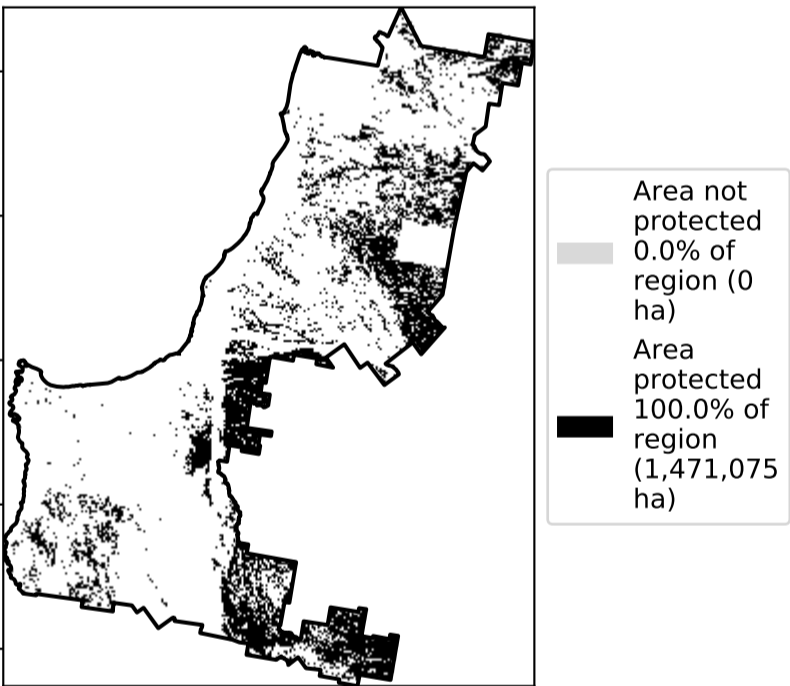 Area not
protected
0.0% of
region (0
ha)
Area
protected
100.0% of
region
(1,471,075
ha)